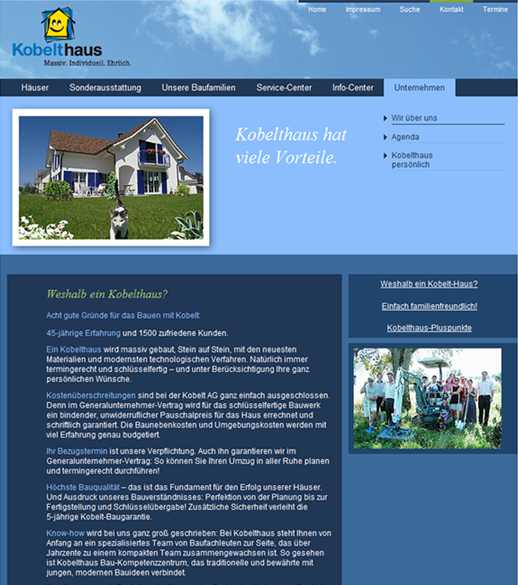 Home Impressum Suche Kontakt Termine
Kobelthaus
Massiv. Individuell. Ehrlich.
Häuser Sonderausstattung Unsere Baufamilien Service-Center Info-Center Unternehmen
Kobelthaus hat
viele Vorteile.
Wir über uns
Agenda
Kobelthaus
persönlich
Weshalb ein Kobelthaus?
Acht gute Gründe für das Bauen mit Kobelt:
45-jährige Erfahrung und 1500 zufriedene Kunden.
Ein Kobelthaus wird massiv gebaut, Stein auf Stein, mit den neuesten
Materialien und modernsten technologischen Verfahren. Natürlich immer
termingerecht und schlüsselfertig – und unter Berücksichtigung Ihre ganz
persönlichen Wünsche.
Kostenüberschreitungen sind bei der Kobelt AG ganz einfach ausgeschlossen.
Denn im Generalunternehmer-Vertrag wird für das schlüsselfertige Bauwerk
ein bindender, unwiderruflicher Pauschalpreis für das Haus errechnet und
schriftlich garantiert. Die Baunebenkosten und Umgebungskosten werden mit
viel Erfahrung genau budgetiert.
Ihr Bezugstermin ist unsere Verpflichtung. Auch ihn garantieren wir im
Generalunternehmer-Vertrag: So können Sie Ihren Umzug in aller Ruhe planen
und termingerecht durchführen!
Höchste Bauqualität – das ist das Fundament für den Erfolg unserer Häuser.
Und Ausdruck unseres Bauverständnisses: Perfektion von der Planung bis zur
Fertigstellung und Schlüsselübergabe! Zusätzliche Sicherheit verleiht die
5-jährige Kobelt-Baugarantie.
Know-how wird bei uns ganz groß geschrieben: Bei Kobelthaus steht Ihnen von
Anfang an ein spezialisiertes Team von Baufachleuten zur Seite, das über
Jahrzente zu einem kompakten Team zusammengewachsen ist. So gesehen
ist Kobelthaus Bau-Kompetenzzentrum, das traditionelle und bewährte mit
jungen, modernen Bauideen verbindet.
Weshalb ein Kobelt-Haus?
Einfach familienfreundlich!
Kobelthaus-Pluspunkte